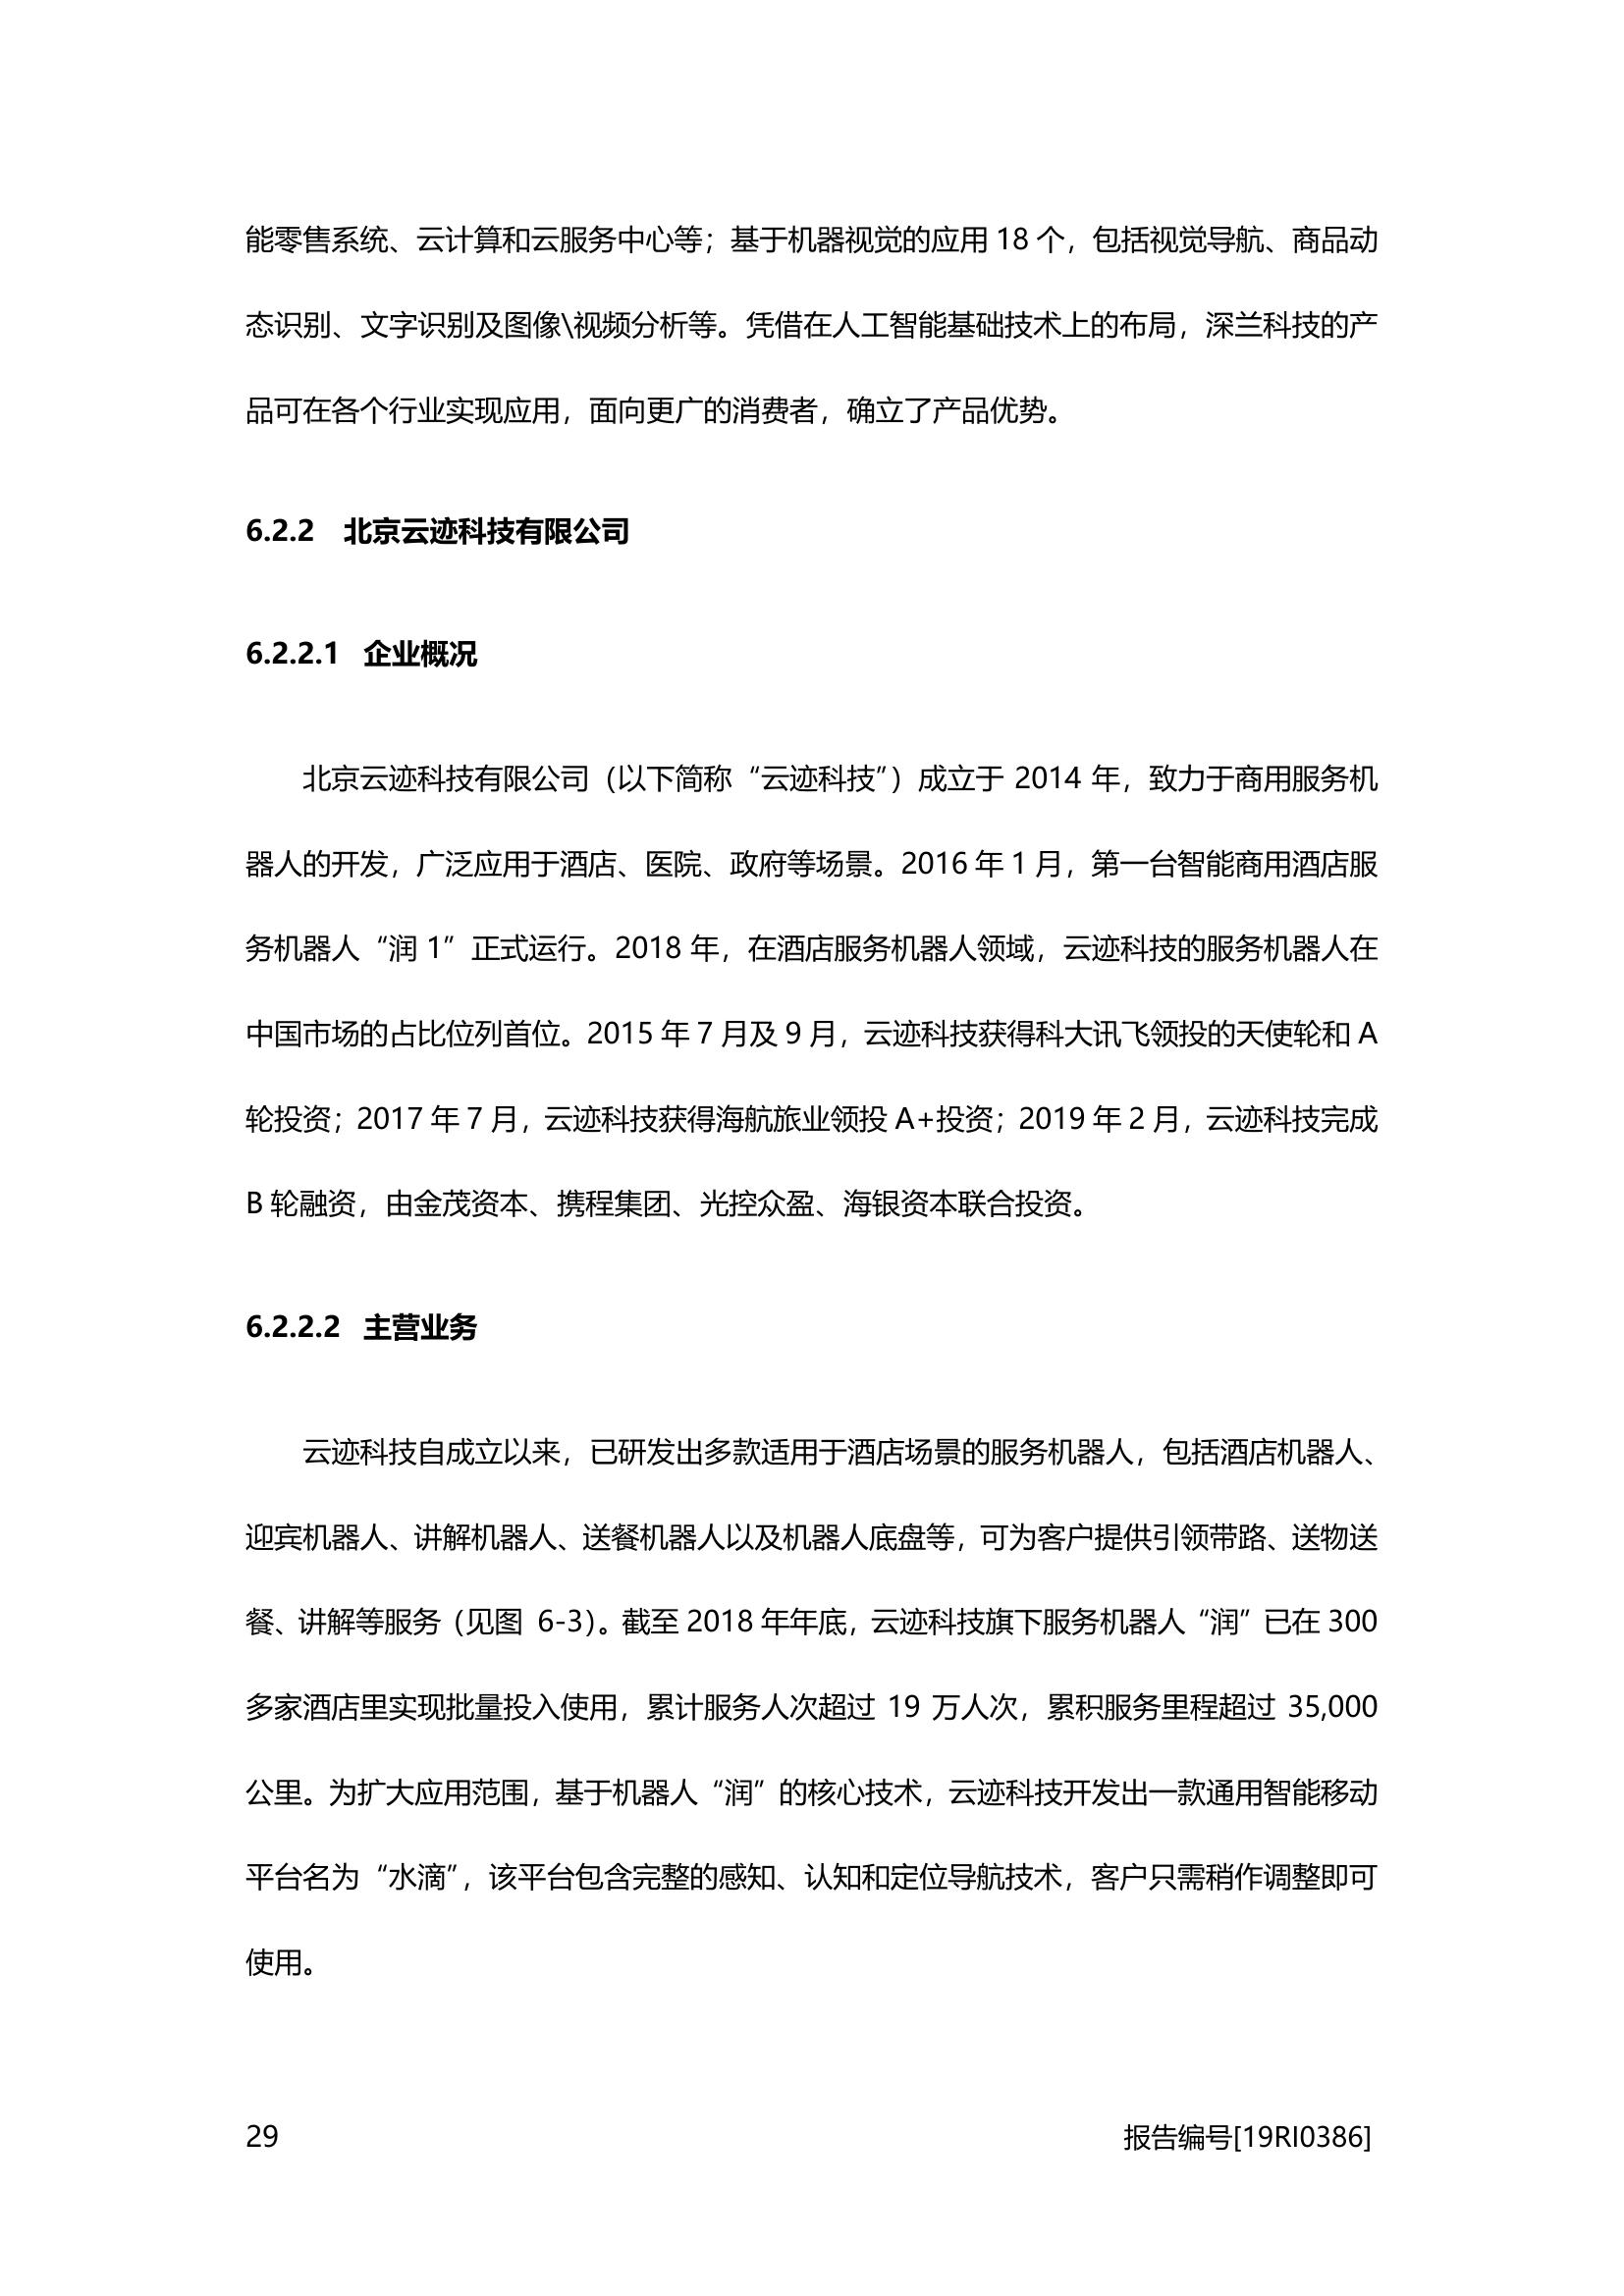 能零售系统、云计算和云服务中心等；基于机器视觉的应用 18 个，包括视觉导航、商品动
态识别、文字识别及图像\视频分析等。凭借在人工智能基础技术上的布局，深兰科技的产
品可在各个行业实现应用，面向更广的消费者，确立了产品优势。
6.2.2 北京云迹科技有限公司
6.2.2.1 企业概况
北京云迹科技有限公司（以下简称“云迹科技”）成立于 2014 年，致力于商用服务机
器人的开发，广泛应用于酒店、医院、政府等场景。2016 年 1 月，第一台智能商用酒店服
务机器人“润 1”正式运行。2018 年，在酒店服务机器人领域，云迹科技的服务机器人在
中国市场的占比位列首位。2015 年 7 月及 9 月，云迹科技获得科大讯飞领投的天使轮和 A
轮投资；2017 年 7 月，云迹科技获得海航旅业领投 A+投资；2019 年 2 月，云迹科技完成
B 轮融资，由金茂资本、携程集团、光控众盈、海银资本联合投资。
6.2.2.2 主营业务
云迹科技自成立以来，已研发出多款适用于酒店场景的服务机器人，包括酒店机器人、
迎宾机器人、讲解机器人、送餐机器人以及机器人底盘等，可为客户提供引领带路、送物送
餐、讲解等服务（见图 6-3）。截至 2018 年年底，云迹科技旗下服务机器人“润”已在 300
多家酒店里实现批量投入使用，累计服务人次超过 19 万人次，累积服务里程超过 35,000
公里。为扩大应用范围，基于机器人“润”的核心技术，云迹科技开发出一款通用智能移动
平台名为“水滴”，该平台包含完整的感知、认知和定位导航技术，客户只需稍作调整即可
使用。
29 报告编号[19RI0386]